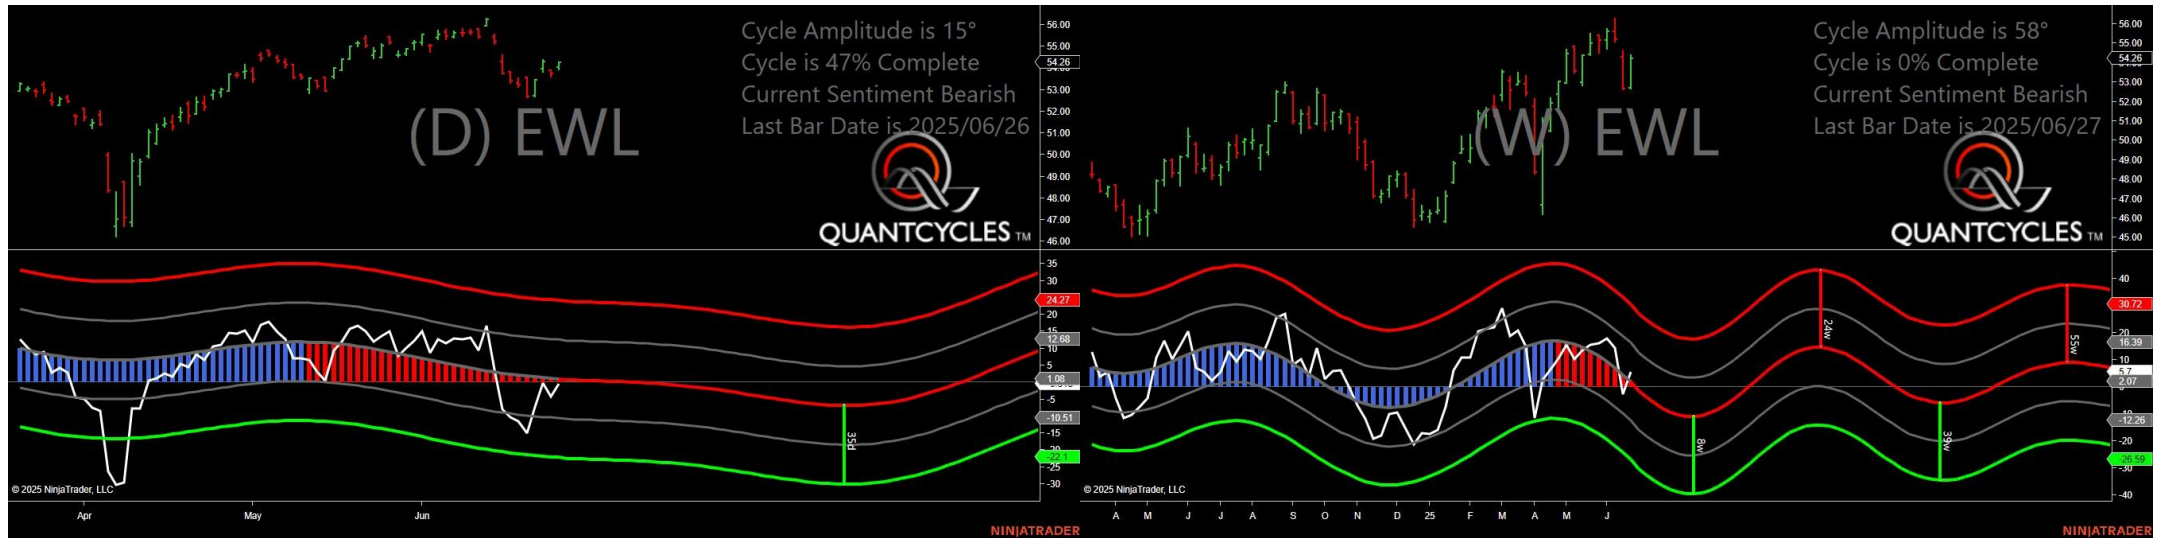 Cycle Amplitude is 15°
Cycle is 47% Complete
Current Sentiment Bearish
Last Bar Date is 2025/06/26
(D) EWL
QUANTCYCLES TM
56.00
55.00
54.26
53.00
52.00
51.00
50.00
49.00
48.00
47.00
46.00
35
30
24.27
20
15
12.68
10
5
1.08
-5
-10.51
-15
-22.1
-25
-30
35d
© 2025 NinjaTrader, LLC
Apr May Jun
NINJATRADER
Cycle Amplitude is 58°
Cycle is 0% Complete
Current Sentiment Bearish
Last Bar Date is 2025/06/27
(W) EWL
QUANTCYCLES TM
56.00
55.00
54.26
53.00
52.00
51.00
50.00
49.00
48.00
47.00
46.00
45.00
40
30.72
20
16.39
10
5.7
2.07
-12.26
-20
-26.59
-30
-40
8w
24w
39w
55w
© 2025 NinjaTrader, LLC
A M J J A S O N D 25 F M A M J
NINJATRADER